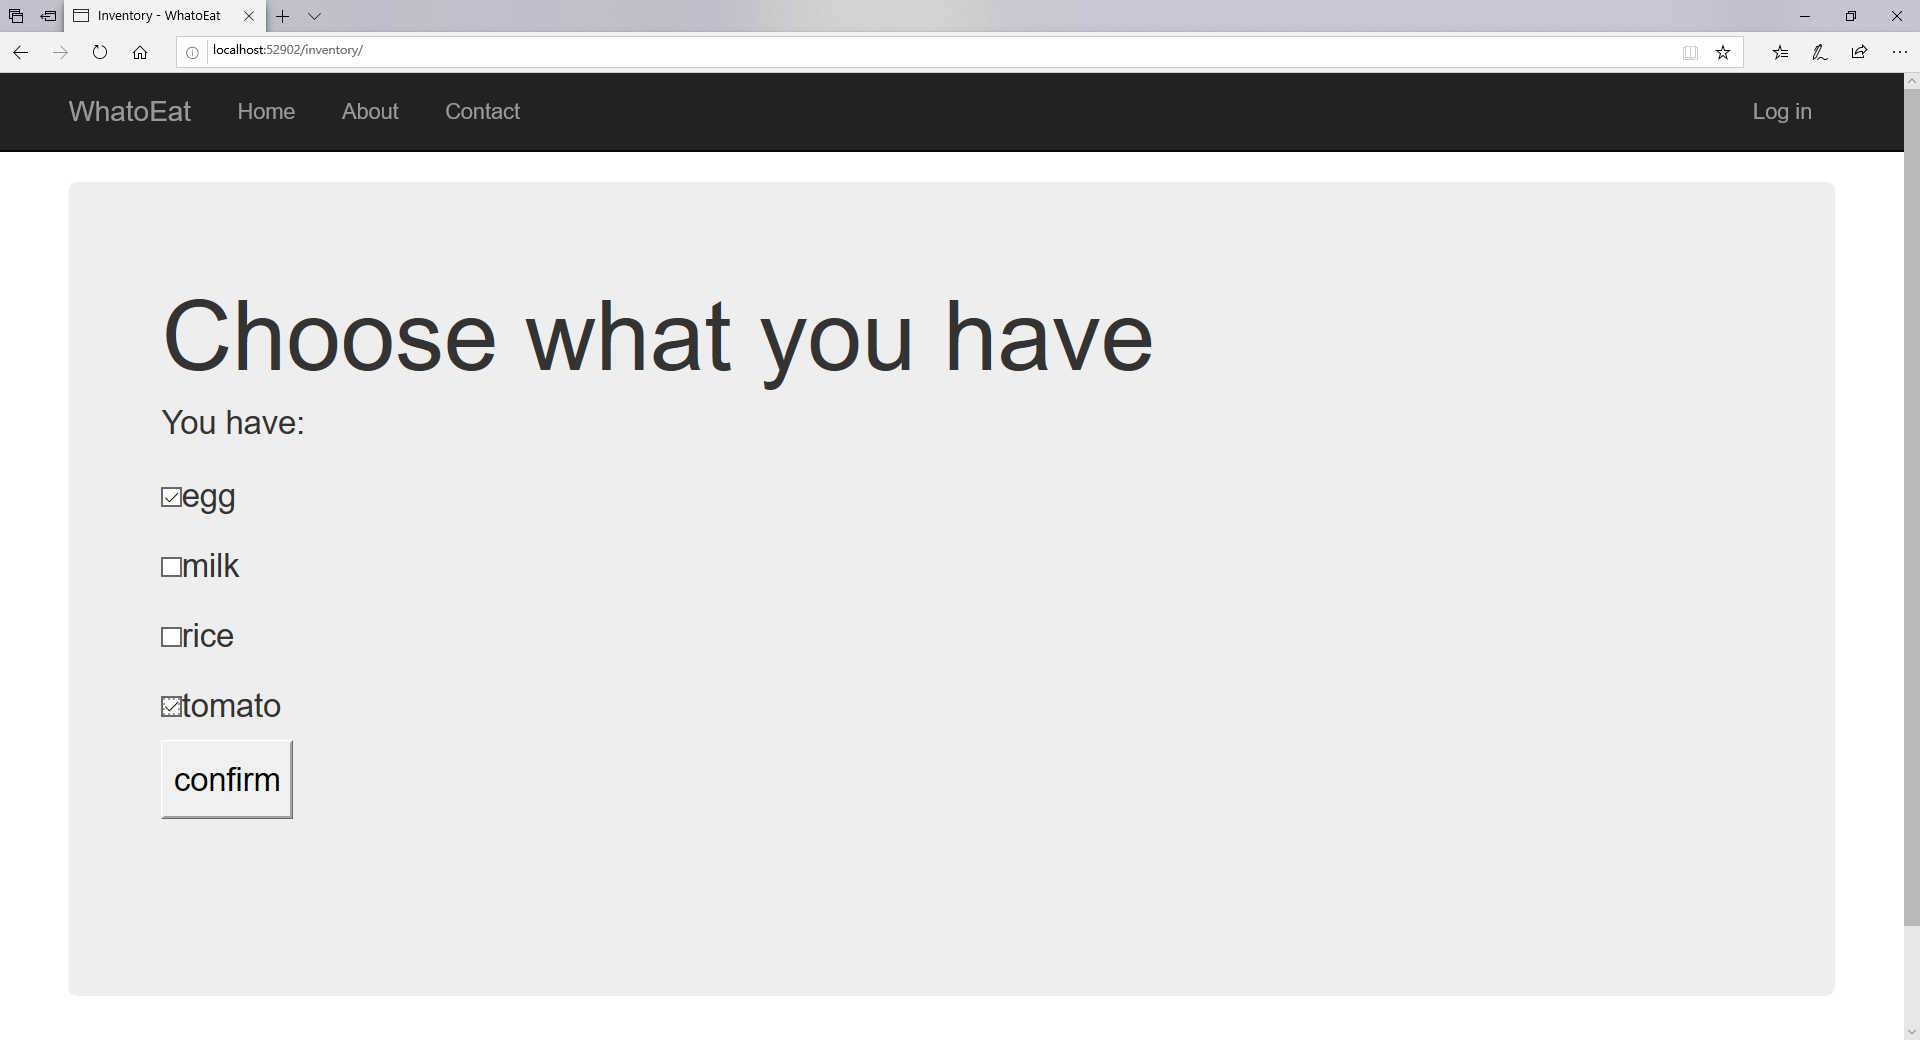 Inventory - WhatoEat
localhost:52902/inventory/
WhatoEat Home About Contact Log in
Choose what you have
You have:
egg
milk
rice
tomato
confirm